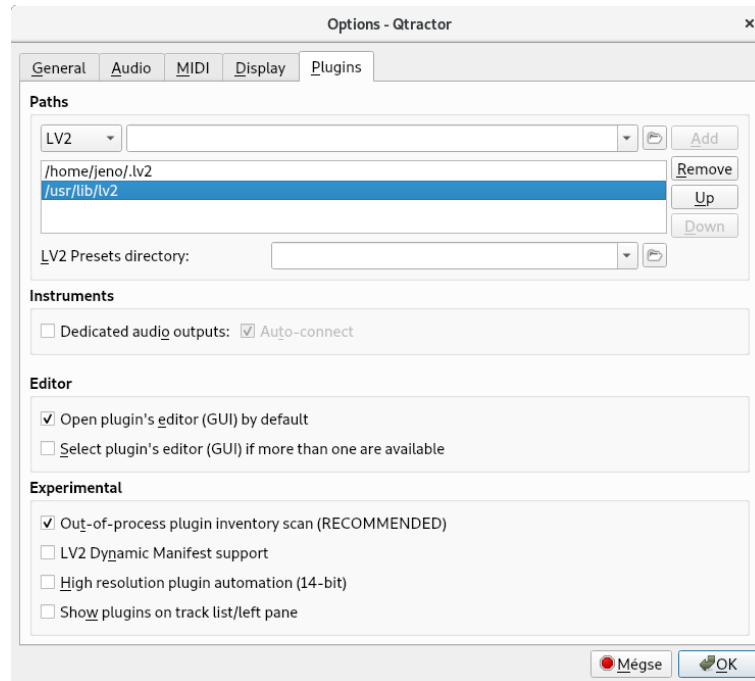 Options - Qtractor
General Audio MIDI Display Plugins
Paths
LV2 Add
/home/jeno/.lv2 Remove
/usr/lib/lv2
Up
Down
LV2 Presets directory:
Instruments
Dedicated audio outputs: Auto-connect
Editor
Open plugin's editor (GUI) by default
Select plugin's editor (GUI) if more than one are available
Experimental
Out-of-process plugin inventory scan (RECOMMENDED)
LV2 Dynamic Manifest support
High resolution plugin automation (14-bit)
Show plugins on track list/left pane
Mégse OK